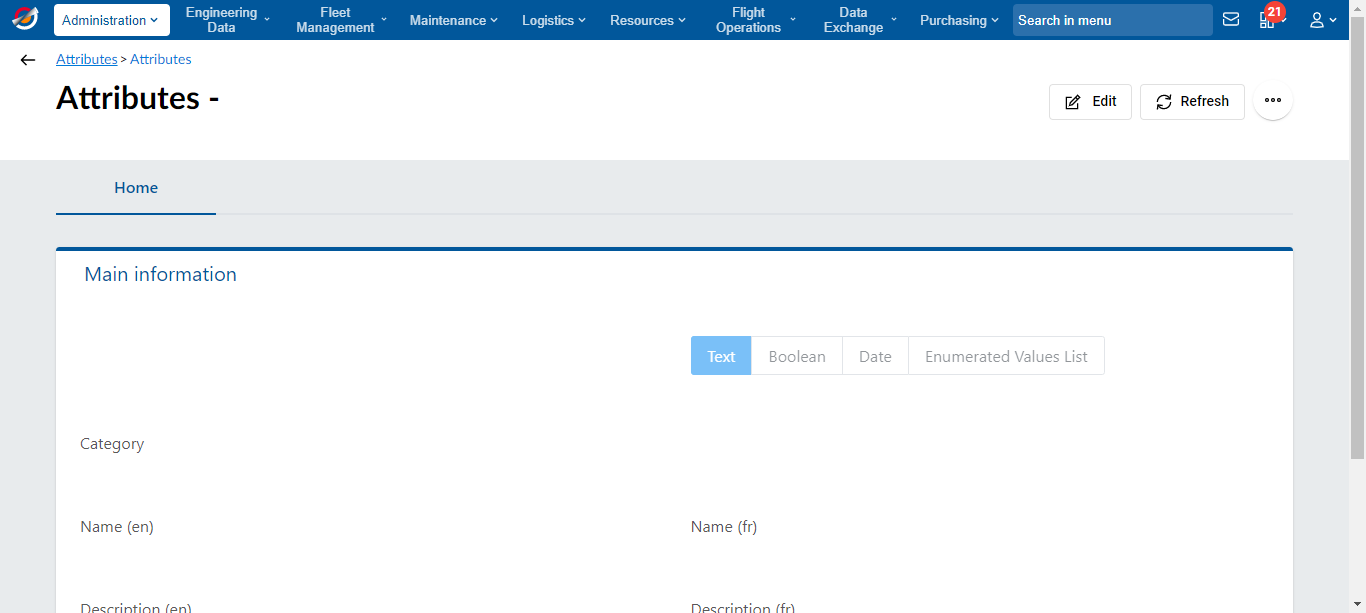 Administration
Engineering
Data
Fleet
Management
Maintenance
Logistics
Resources
Flight
Operations
Data
Exchange
Purchasing
Search in menu
21
Attributes > Attributes
Attributes -
Edit
Refresh
Home
Main information
Text
Boolean
Date
Enumerated Values List
Category
Name (en)
Name (fr)
Description (en)
Description (fr)